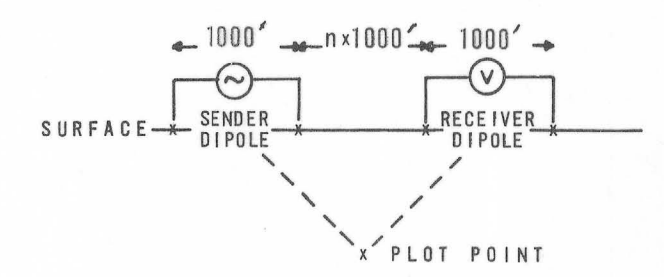 1000' n×1000' 1000'
~ V
SURFACE SENDER RECEIVER
DIPOLE DIPOLE
x PLOT POINT